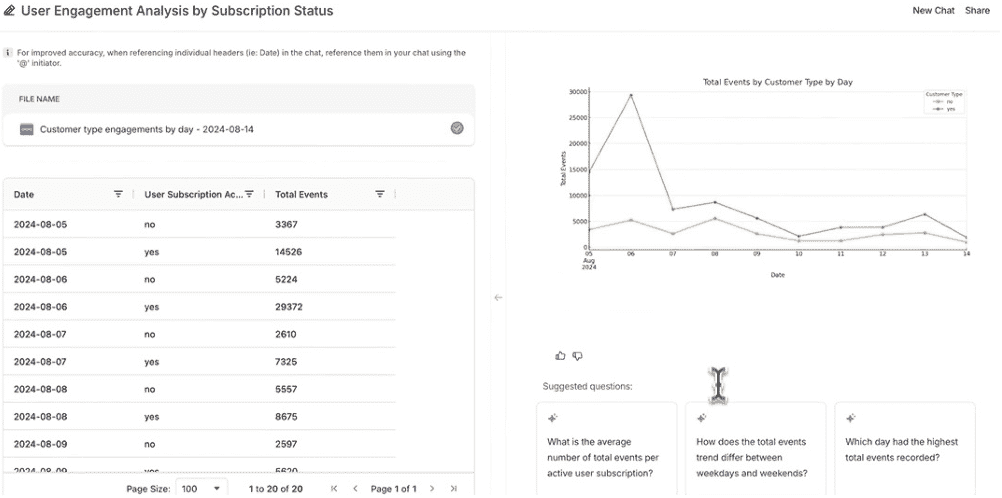 User Engagement Analysis by Subscription Status
New Chat Share
For improved accuracy, when referencing individual headers (ie: Date) in the chat, reference them in your chat using the
'@' initiator.
FILE NAME
Customer type engagements by day - 2024-08-14
Date User Subscription Ac... Total Events
2024-08-05 no 3367
2024-08-05 yes 14526
2024-08-06 no 5224
2024-08-06 yes 29372
2024-08-07 no 2610
2024-08-07 yes 7325
2024-08-08 no 5557
2024-08-08 yes 8675
2024-08-09 no 2597
2024-08-09 yes 5620
Page Size: 100 1 to 20 of 20 Page 1 of 1
Total Events by Customer Type by Day
Customer Type
no
yes
Total Events
30000
25000
20000
15000
10000
5000
0
05 06 07 08 09 10 11 12 13 14
Aug
2024
Date
Suggested questions:
What is the average
number of total events per
active user subscription?
How does the total events
trend differ between
weekdays and weekends?
Which day had the highest
total events recorded?